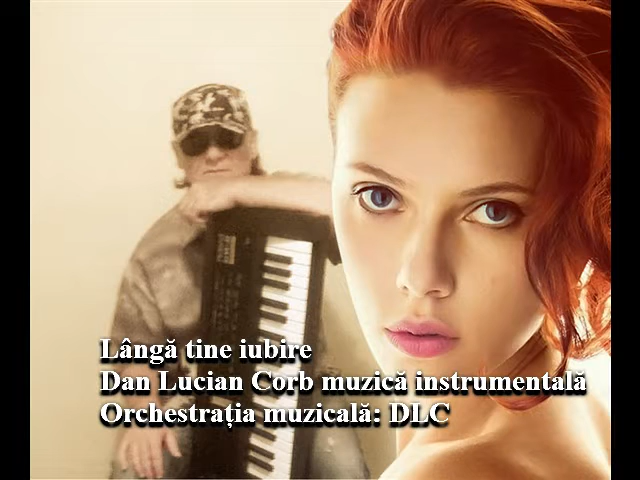 Lângă tine iubire
Dan Lucian Corb muzică instrumentală
Orchestrația muzicală: DLC